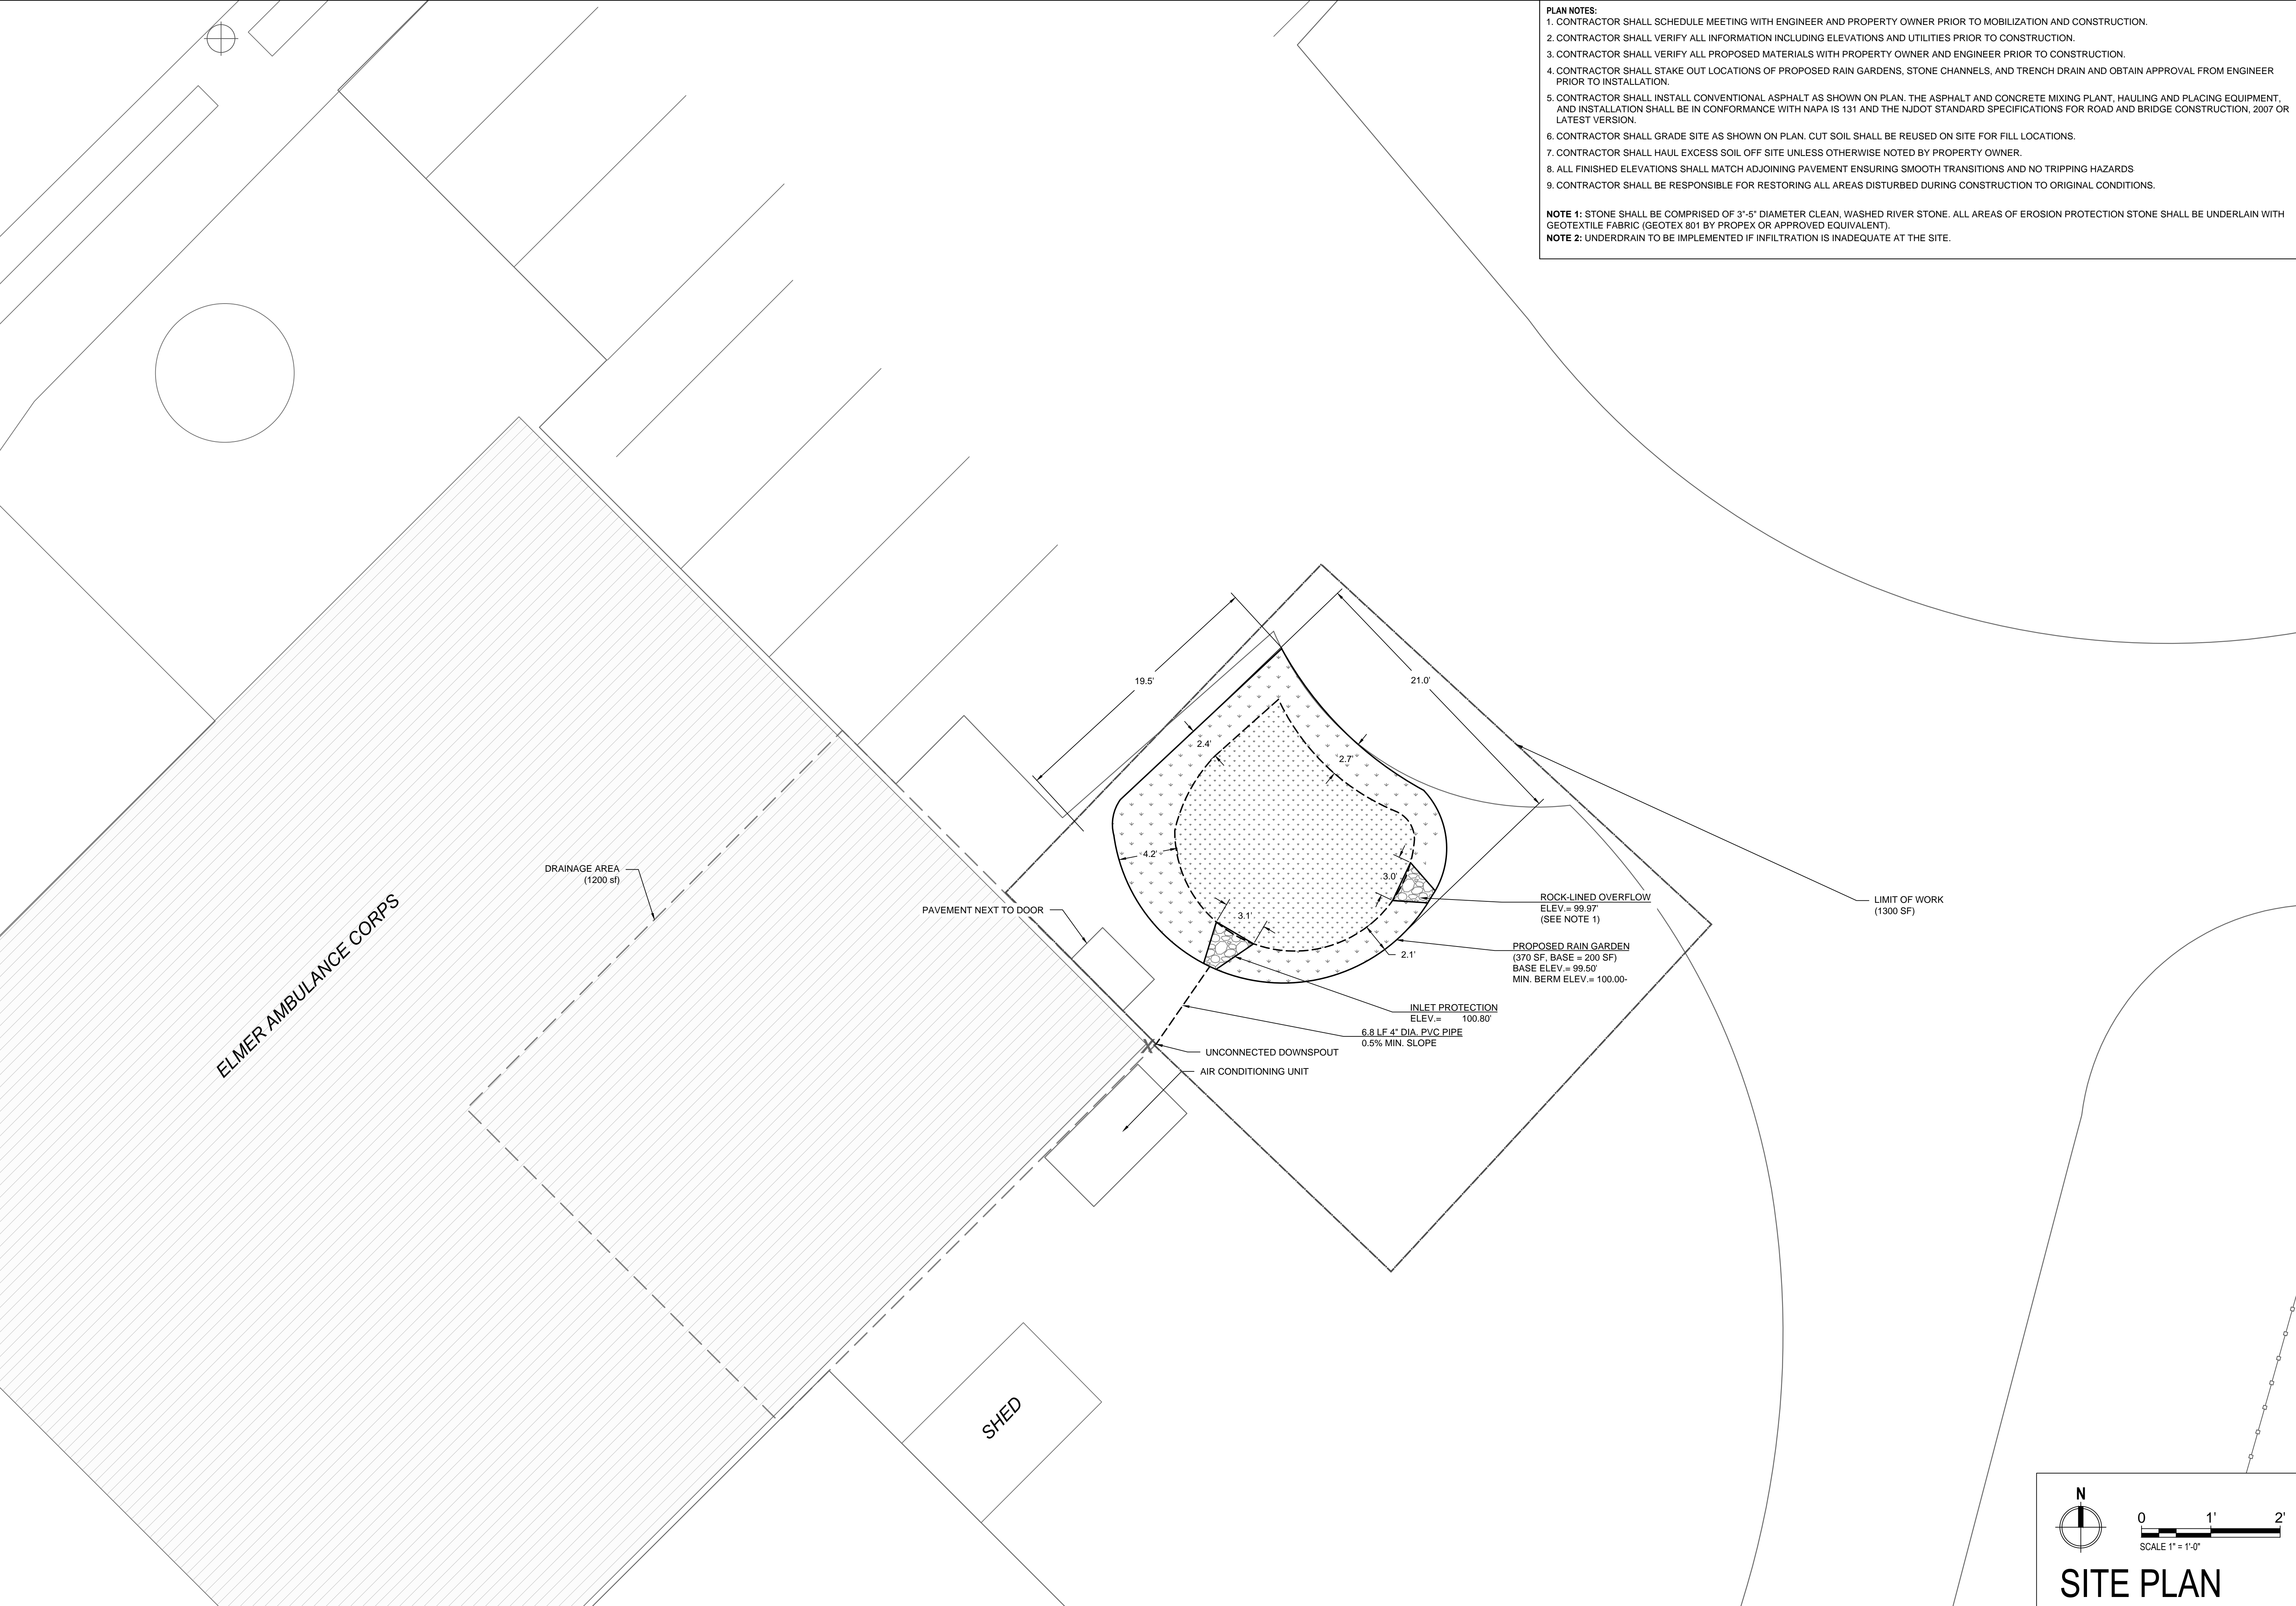 PLAN NOTES:
1. CONTRACTOR SHALL SCHEDULE MEETING WITH ENGINEER AND PROPERTY OWNER PRIOR TO MOBILIZATION AND CONSTRUCTION.
2. CONTRACTOR SHALL VERIFY ALL INFORMATION INCLUDING ELEVATIONS AND UTILITIES PRIOR TO CONSTRUCTION.
3. CONTRACTOR SHALL VERIFY ALL PROPOSED MATERIALS WITH PROPERTY OWNER AND ENGINEER PRIOR TO CONSTRUCTION.
4. CONTRACTOR SHALL STAKE OUT LOCATIONS OF PROPOSED RAIN GARDENS, STONE CHANNELS, AND TRENCH DRAIN AND OBTAIN APPROVAL FROM ENGINEER
PRIOR TO INSTALLATION.
5. CONTRACTOR SHALL INSTALL CONVENTIONAL ASPHALT AS SHOWN ON PLAN. THE ASPHALT AND CONCRETE MIXING PLANT, HAULING AND PLACING EQUIPMENT,
AND INSTALLATION SHALL BE IN CONFORMANCE WITH NAPA IS 131 AND THE NJDOT STANDARD SPECIFICATIONS FOR ROAD AND BRIDGE CONSTRUCTION, 2007 OR
LATEST VERSION.
6. CONTRACTOR SHALL GRADE SITE AS SHOWN ON PLAN. CUT SOIL SHALL BE REUSED ON SITE FOR FILL LOCATIONS.
7. CONTRACTOR SHALL HAUL EXCESS SOIL OFF SITE UNLESS OTHERWISE NOTED BY PROPERTY OWNER.
8. ALL FINISHED ELEVATIONS SHALL MATCH ADJOINING PAVEMENT ENSURING SMOOTH TRANSITIONS AND NO TRIPPING HAZARDS
9. CONTRACTOR SHALL BE RESPONSIBLE FOR RESTORING ALL AREAS DISTURBED DURING CONSTRUCTION TO ORIGINAL CONDITIONS.
NOTE 1: STONE SHALL BE COMPRISED OF 3"-5" DIAMETER CLEAN, WASHED RIVER STONE. ALL AREAS OF EROSION PROTECTION STONE SHALL BE UNDERLAIN WITH
GEOTEXTILE FABRIC (GEOTEX 801 BY PROPEX OR APPROVED EQUIVALENT).
NOTE 2: UNDERDRAIN TO BE IMPLEMENTED IF INFILTRATION IS INADEQUATE AT THE SITE.
19.5'
21.0'
2.4'
2.7'
4.2'
3.0'
3.1'
2.1'
DRAINAGE AREA
(1200 sf)
PAVEMENT NEXT TO DOOR
ELMER AMBULANCE CORPS
ROCK-LINED OVERFLOW
ELEV.= 99.97'
(SEE NOTE 1)
LIMIT OF WORK
(1300 SF)
PROPOSED RAIN GARDEN
(370 SF, BASE = 200 SF)
BASE ELEV.= 99.50'
MIN. BERM ELEV.= 100.00-
INLET PROTECTION
ELEV.= 100.80'
6.8 LF 4" DIA. PVC PIPE
0.5% MIN. SLOPE
UNCONNECTED DOWNSPOUT
AIR CONDITIONING UNIT
SHED
N
0 1' 2'
SCALE 1" = 1'-0"
SITE PLAN